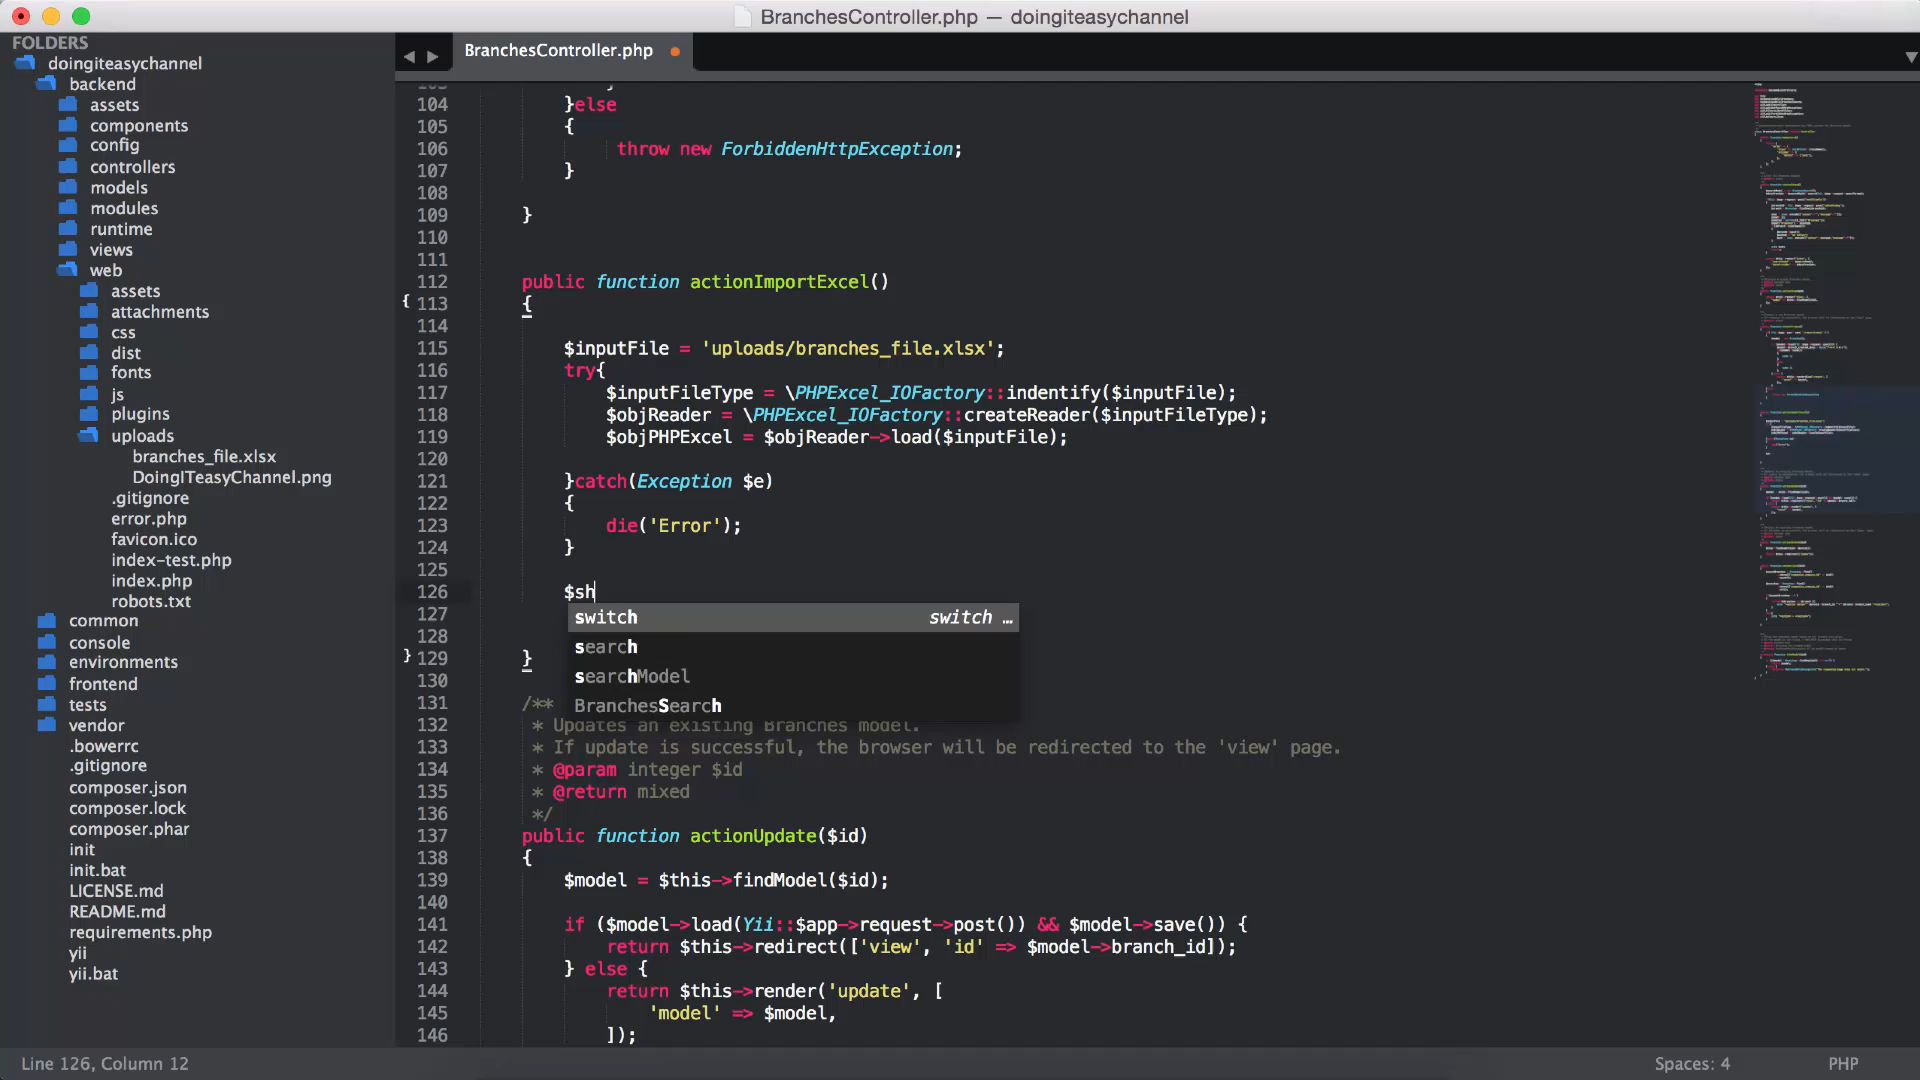 BranchesController.php — doingiteasychannel
FOLDERS
doingiteasychannel
backend
assets
components
config
controllers
models
modules
runtime
views
web
assets
attachments
css
dist
fonts
js
plugins
uploads
branches_file.xlsx
DoingITeasyChannel.png
.gitignore
error.php
favicon.ico
index-test.php
index.php
robots.txt
common
console
environments
frontend
tests
vendor
.bowerrc
.gitignore
composer.json
composer.lock
composer.phar
init
init.bat
LICENSE.md
README.md
requirements.php
yii
yii.bat
BranchesController.php
104 }else
105 {
106 throw new ForbiddenHttpException;
107 }
108
109 }
110
111
112 public function actionImportExcel()
{ 113 {
114
115 $inputFile = 'uploads/branches_file.xlsx';
116 try{
117 $inputFileType = \PHPExcel_IOFactory::indentify($inputFile);
118 $objReader = \PHPExcel_IOFactory::createReader($inputFileType);
119 $objPHPExcel = $objReader->load($inputFile);
120
121 }catch(Exception $e)
122 {
123 die('Error');
124 }
125
126 $sh
127
128
} 129 }
130
131 /**
132 * Updates an existing Branches model.
133 * If update is successful, the browser will be redirected to the 'view' page.
134 * @param integer $id
135 * @return mixed
136 */
137 public function actionUpdate($id)
138 {
139 $model = $this->findModel($id);
140
141 if ($model->load(Yii::$app->request->post()) && $model->save()) {
142 return $this->redirect(['view', 'id' => $model->branch_id]);
143 } else {
144 return $this->render('update', [
145 'model' => $model,
146 ]);
switch switch …
search
searchModel
BranchesSearch
Line 126, Column 12
Spaces: 4
PHP